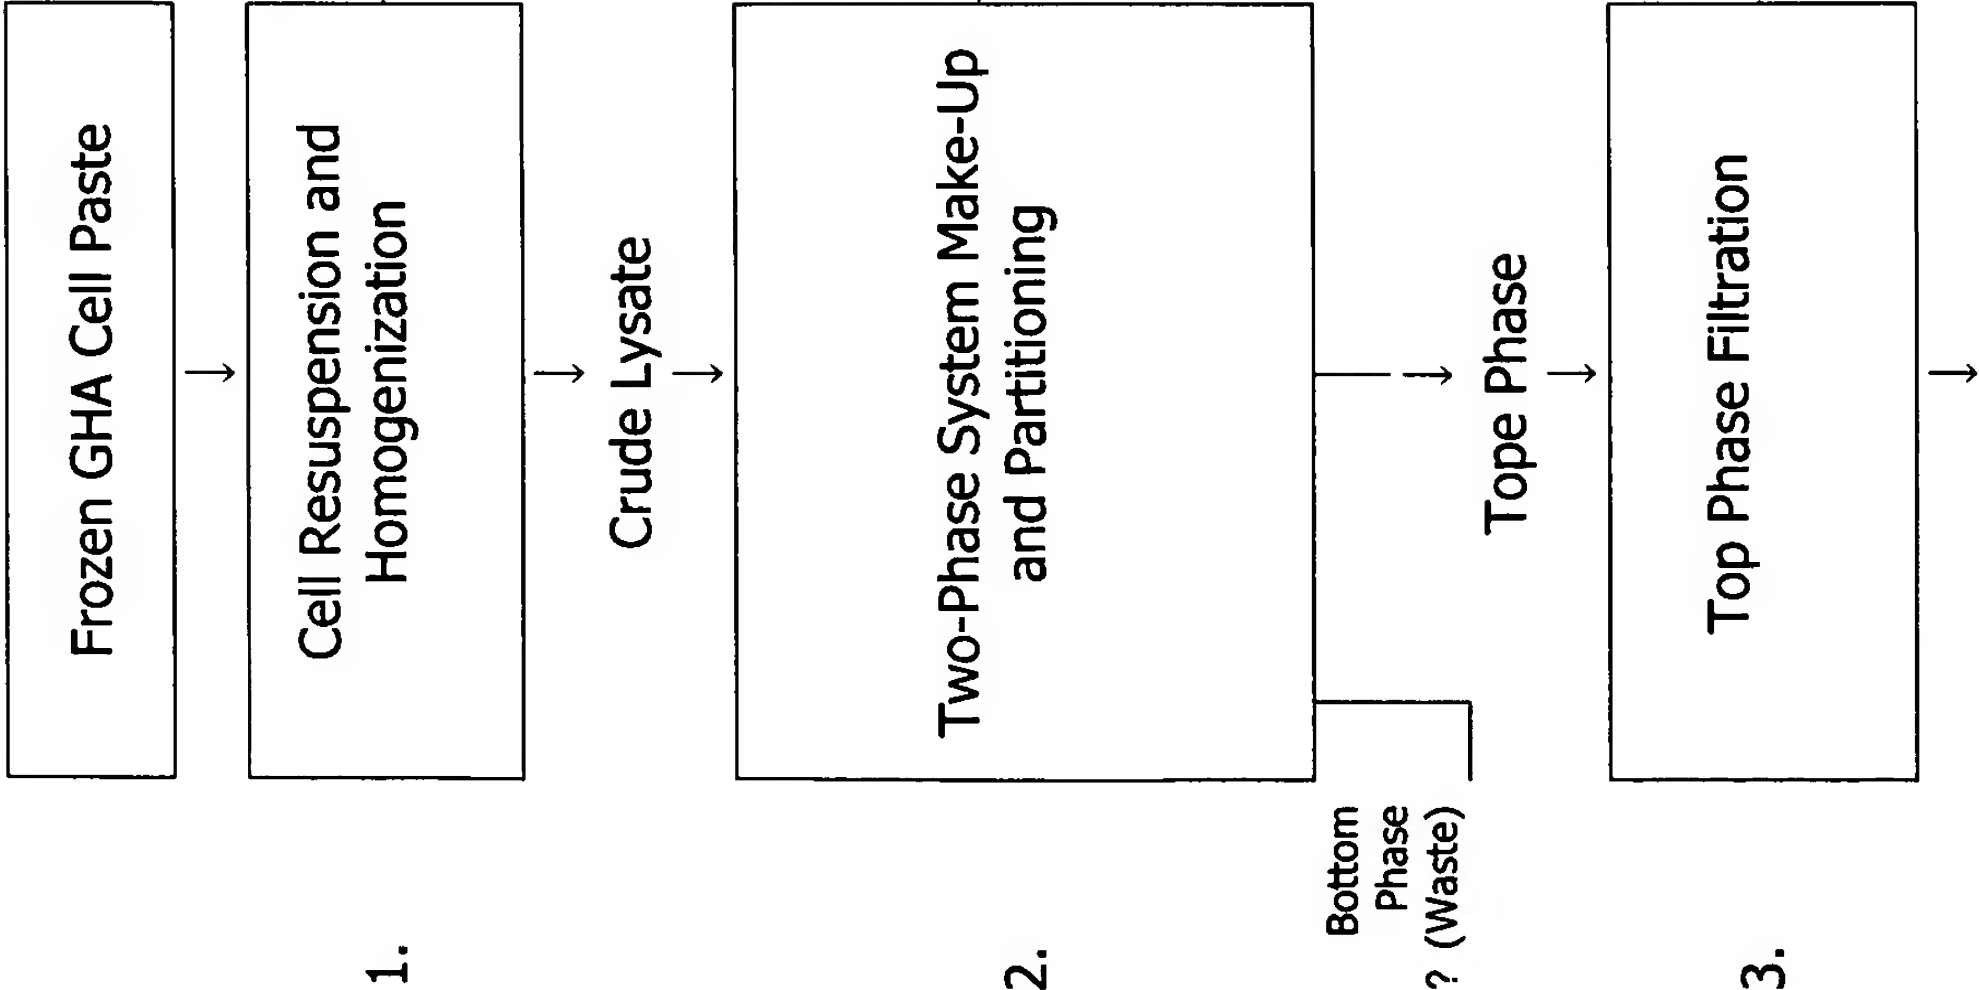 Frozen GHA Cell Paste
1.
Cell Resuspension and
Homogenization
Crude Lysate
2.
Two-Phase System Make-Up
and Partitioning
Bottom
Phase
? (Waste)
Tope Phase
3.
Top Phase Filtration